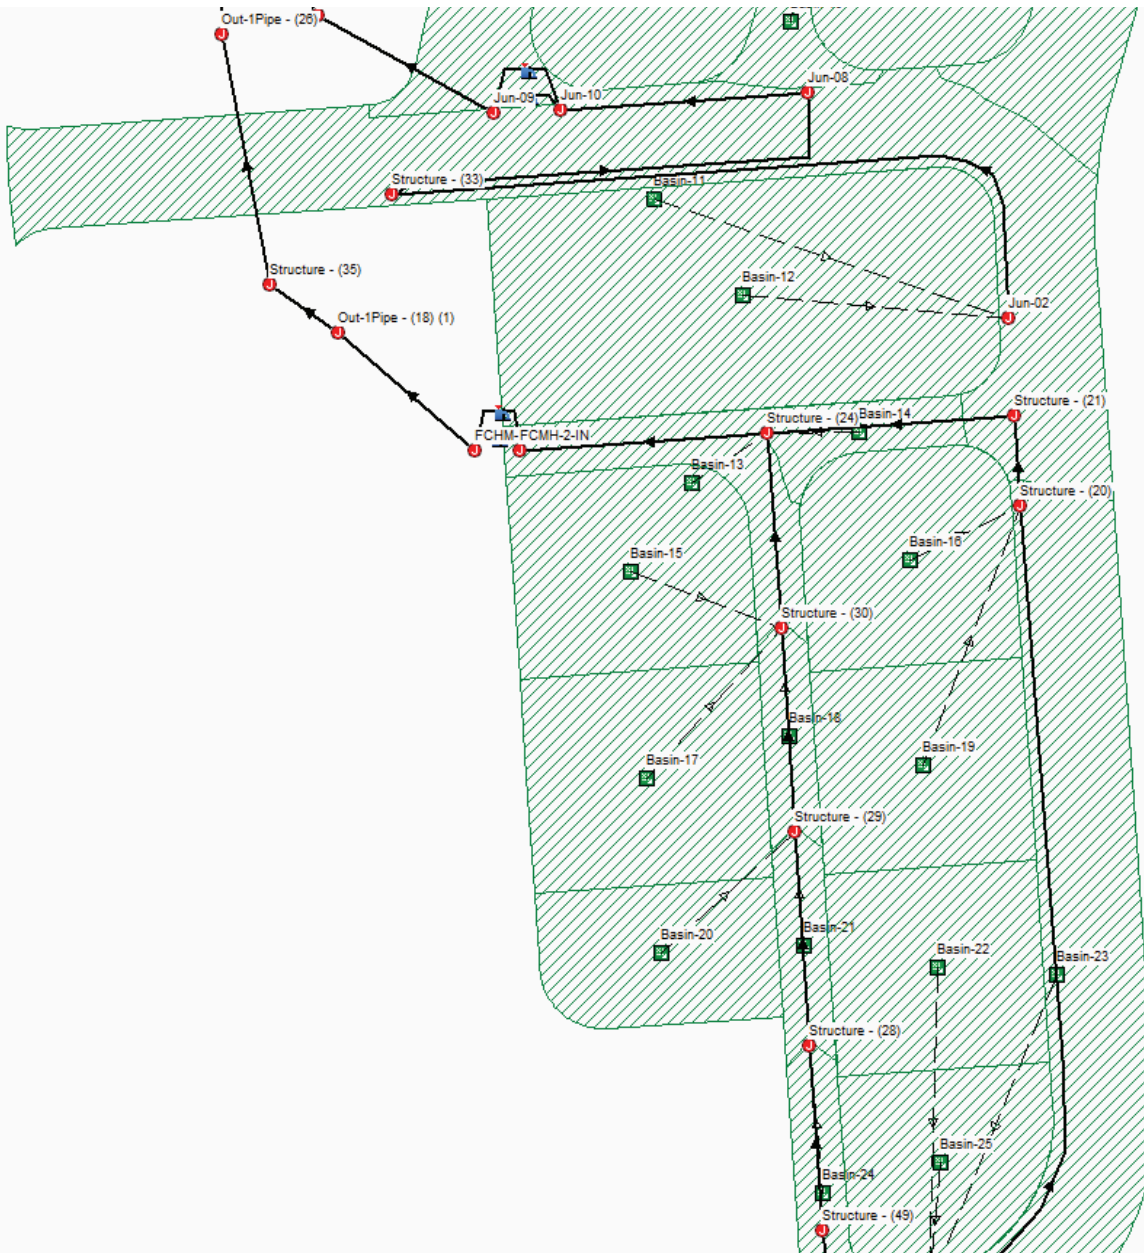 Out-1Pipe - (26)
Jun-08
Jun-09
Jun-10
Structure - (33)
Basin-11
Structure - (35)
Basin-12
Jun-02
Out-1Pipe - (18) (1)
Structure - (21)
Structure - (24)
Basin-14
FCHM-FCMH-2-IN
Basin-13
Structure - (20)
Basin-15
Basin-16
Structure - (30)
Basin-18
Basin-19
Basin-17
Structure - (29)
Basin-20
Basin-21
Basin-22
Basin-23
Structure - (28)
Basin-25
Basin-24
Structure - (49)